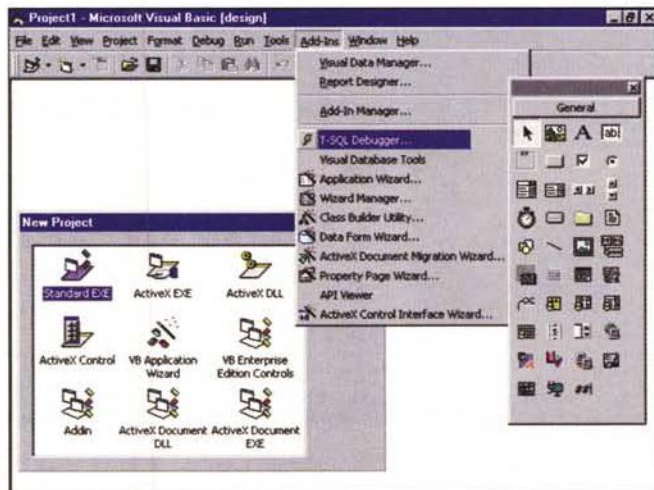 Project1 - Microsoft Visual Basic [design]
File Edit View Project Format Debug Run Tools Add-Ins Window Help
Visual Data Manager...
Report Designer...
Add-In Manager...
T-SQL Debugger...
Visual Database Tools
Application Wizard...
Wizard Manager...
Class Builder Utility...
Data Form Wizard...
ActiveX Document Migration Wizard...
Property Page Wizard...
API Viewer
ActiveX Control Interface Wizard...
General
A ab|
New Project
Standard EXE ActiveX EXE ActiveX DLL
ActiveX Control VB Application Wizard VB Enterprise Edition Controls
Addin ActiveX Document DLL ActiveX Document EXE
##|